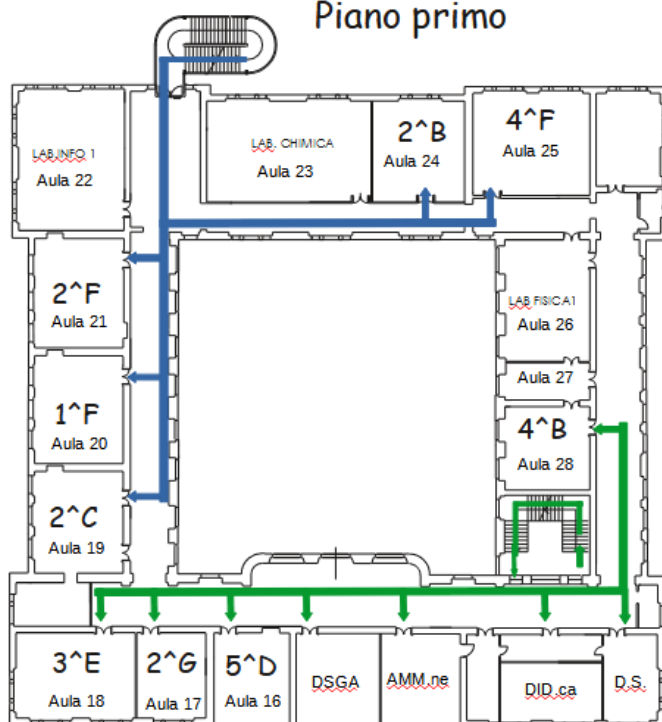 Piano primo
LAB.INFO 1
Aula 22
LAB. CHIMICA
Aula 23
2^B
Aula 24
4^F
Aula 25
2^F
Aula 21
LAB FISICA1
Aula 26
Aula 27
1^F
Aula 20
4^B
Aula 28
2^C
Aula 19
3^E
Aula 18
2^G
Aula 17
5^D
Aula 16
DSGA
AMM.ne
DID.ca
D.S.